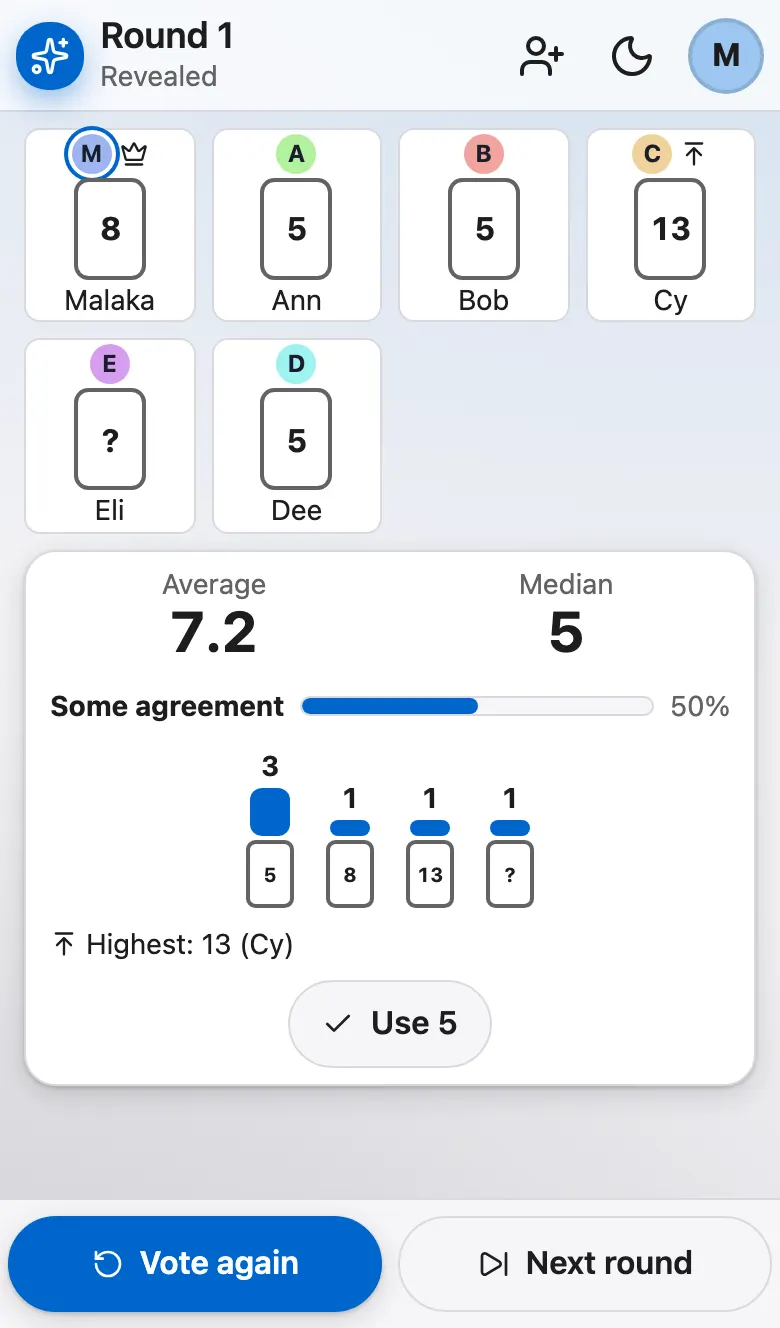 Round 1
Revealed
M
M
A
B
C
8
5
5
13
Malaka
Ann
Bob
Cy
E
D
?
5
Eli
Dee
Average
Median
7.2
5
Some agreement
50%
3
1
1
1
5
8
13
?
Highest: 13 (Cy)
Use 5
Vote again
Next round